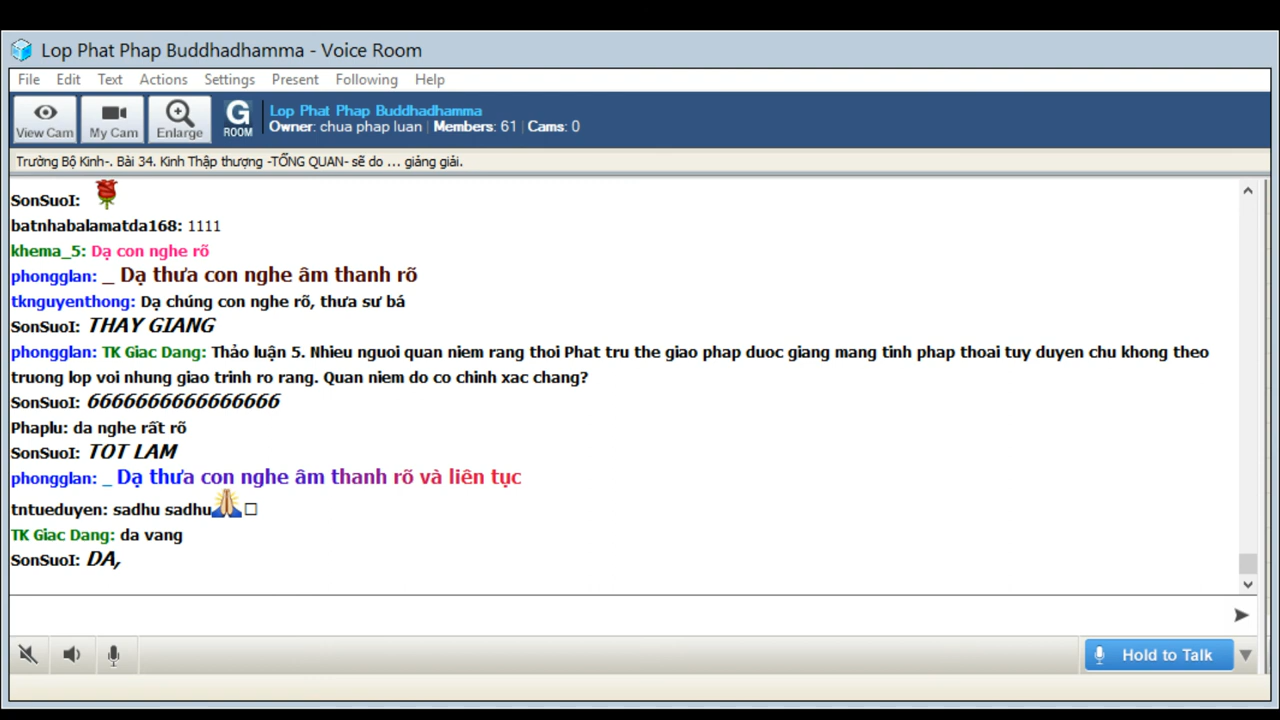 Lop Phat Phap Buddhadhamma - Voice Room
File Edit Text Actions Settings Present Following Help
View Cam My Cam Enlarge G ROOM
Lop Phat Phap Buddhadhamma
Owner: chua phap luan | Members: 61 | Cams: 0
Trường Bộ Kinh-. Bài 34. Kinh Thập thượng -TỔNG QUAN- sẽ do ... giảng giải.
SonSuoI:
batnhabalamatda168: 1111
khema_5: Dạ con nghe rõ
phongglan: _ Dạ thưa con nghe âm thanh rõ
tknguyenthong: Dạ chúng con nghe rõ, thưa sư bá
SonSuoI: THAY GIANG
phongglan: TK Giac Dang: Thảo luận 5. Nhieu nguoi quan niem rang thoi Phat tru the giao phap duoc giang mang tinh phap thoai tuy duyen chu khong theo
truong lop voi nhung giao trinh ro rang. Quan niem do co chinh xac chang?
SonSuoI: 6666666666666666
Phaplu: da nghe rất rõ
SonSuoI: TOT LAM
phongglan: _ Dạ thưa con nghe âm thanh rõ và liên tục
tntueduyen: sadhu sadhu
TK Giac Dang: da vang
SonSuoI: DA,
Hold to Talk